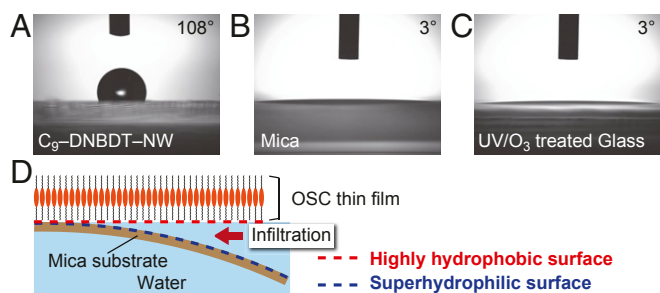 A
108°
C₉–DNBDT–NW
B
3°
Mica
C
3°
UV/O₃ treated Glass
D
OSC thin film
Infiltration
Mica substrate
Water
Highly hydrophobic surface
Superhydrophilic surface